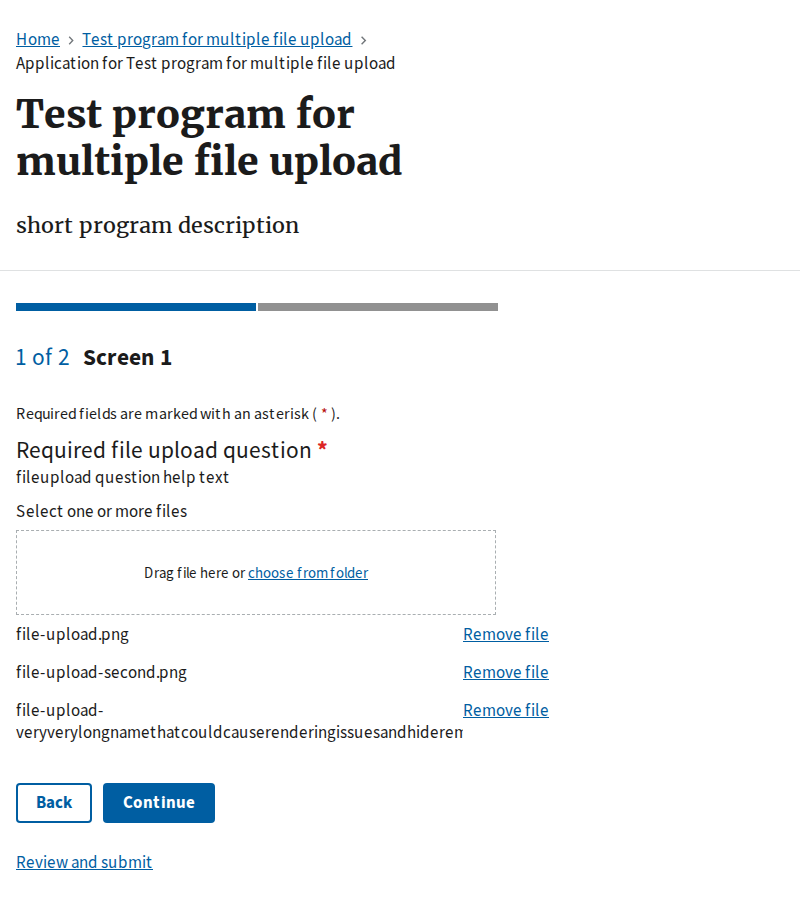 Home > Test program for multiple file upload >
Application for Test program for multiple file upload
Test program for
multiple file upload
short program description
1 of 2 Screen 1
Required fields are marked with an asterisk ( * ).
Required file upload question *
fileupload question help text
Select one or more files
Drag file here or choose from folder
file-upload.png Remove file
file-upload-second.png Remove file
file-upload- Remove file
veryverylongnamethatcouldcauserenderingissuesandhiderem
Back Continue
Review and submit